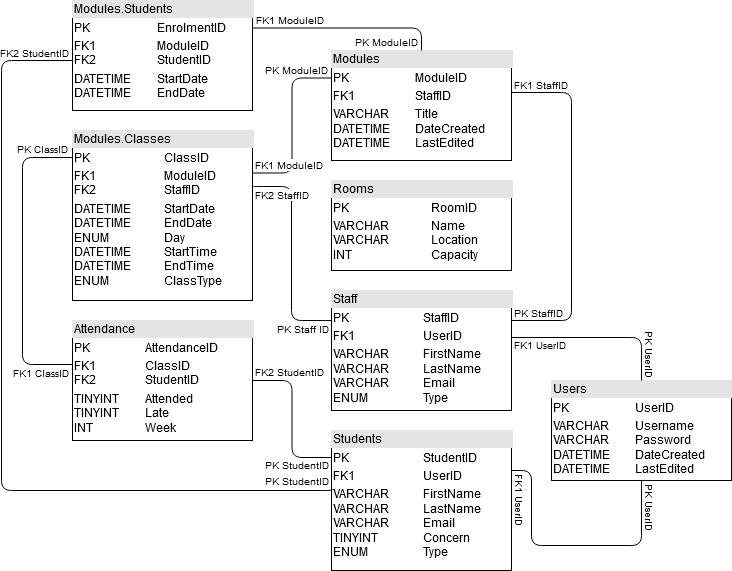 Modules.Students
PK EnrolmentID
FK1 ModuleID
FK2 StudentID
DATETIME StartDate
DATETIME EndDate
FK1 ModuleID
PK ModuleID
FK2 StudentID
Modules
PK ModuleID
FK1 StaffID
VARCHAR Title
DATETIME DateCreated
DATETIME LastEdited
PK ModuleID
FK1 StaffID
Modules.Classes
PK ClassID
FK1 ModuleID
FK2 StaffID
DATETIME StartDate
DATETIME EndDate
ENUM Day
DATETIME StartTime
DATETIME EndTime
ENUM ClassType
PK ClassID
FK1 ModuleID
FK2 StaffID
Rooms
PK RoomID
VARCHAR Name
VARCHAR Location
INT Capacity
Staff
PK StaffID
FK1 UserID
VARCHAR FirstName
VARCHAR LastName
VARCHAR Email
ENUM Type
PK Staff ID
PK StaffID
FK1 UserID
PK UserID
Attendance
PK AttendanceID
FK1 ClassID
FK2 StudentID
TINYINT Attended
TINYINT Late
INT Week
FK1 ClassID
FK2 StudentID
Users
PK UserID
VARCHAR Username
VARCHAR Password
DATETIME DateCreated
DATETIME LastEdited
Students
PK StudentID
FK1 UserID
VARCHAR FirstName
VARCHAR LastName
VARCHAR Email
TINYINT Concern
ENUM Type
PK StudentID
PK StudentID
FK1 UserID
PK UserID